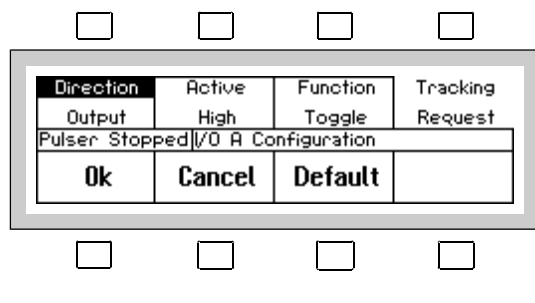 Direction Active Function Tracking
Output High Toggle Request
Pulser Stopped I/O A Configuration
Ok Cancel Default